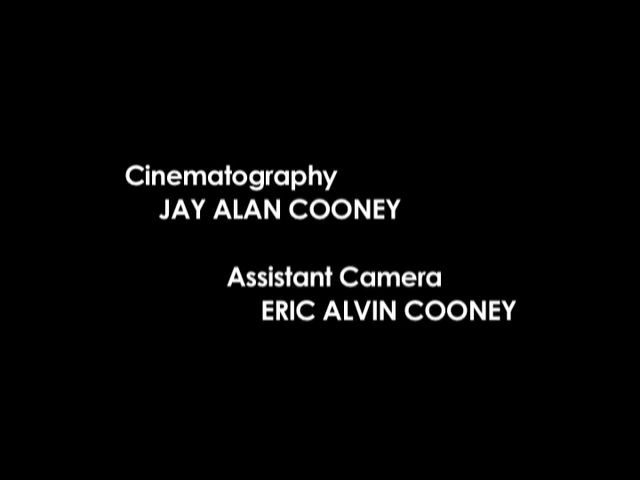 Cinematography
JAY ALAN COONEY
Assistant Camera
ERIC ALVIN COONEY